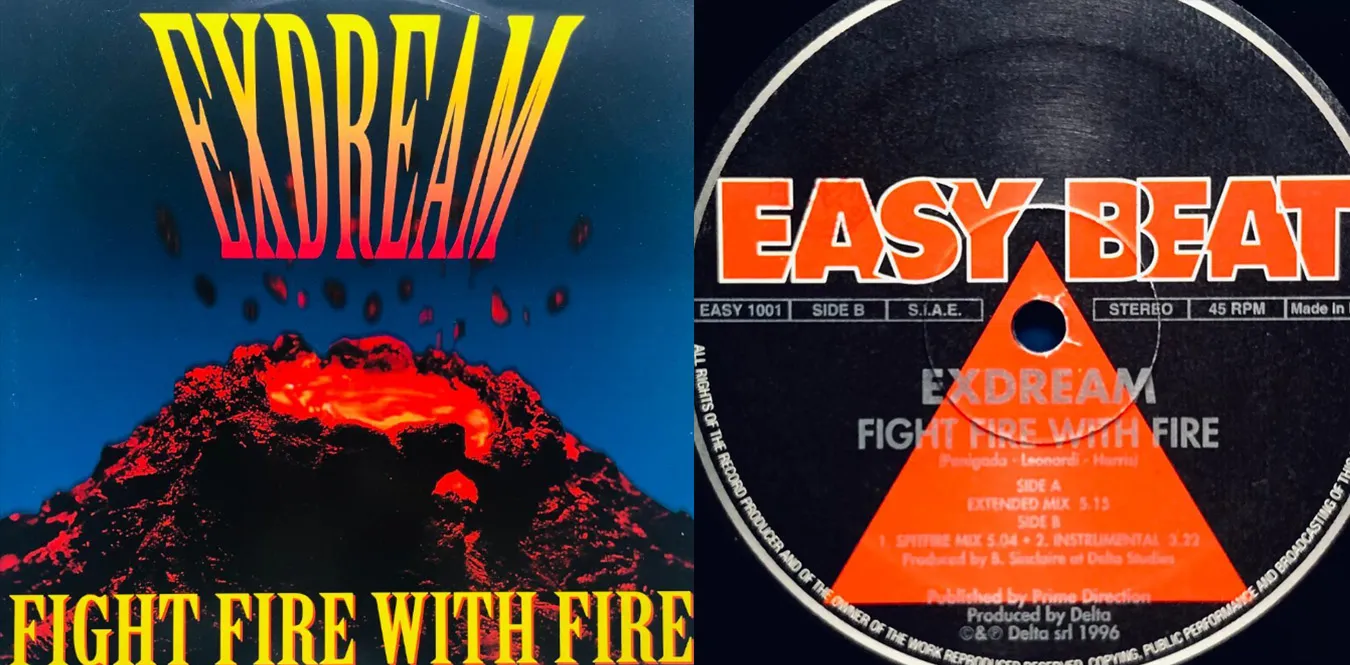 EXDREAM
FIGHT FIRE WITH FIRE
EASY BEAT
EASY 1001
SIDE B
S.I.A.E.
STEREO
45 RPM
Made in
EXDREAM
FIGHT FIRE WITH FIRE
(Panigada - Leonardi - Harris)
SIDE A
EXTENDED MIX 5.15
SIDE B
1. SPITFIRE MIX 5.04 • 2. INSTRUMENTAL 3.22
Produced by B. Sinclaire at Delta Studios
Published by Prime Direction
Produced by Delta
©&℗ Delta srl 1996
ALL RIGHTS OF THE RECORD PRODUCER AND OF THE OWNER OF THE WORK REPRODUCED RESERVED. COPYING, PUBLIC PERFORMANCE AND BROADCASTING OF THIS